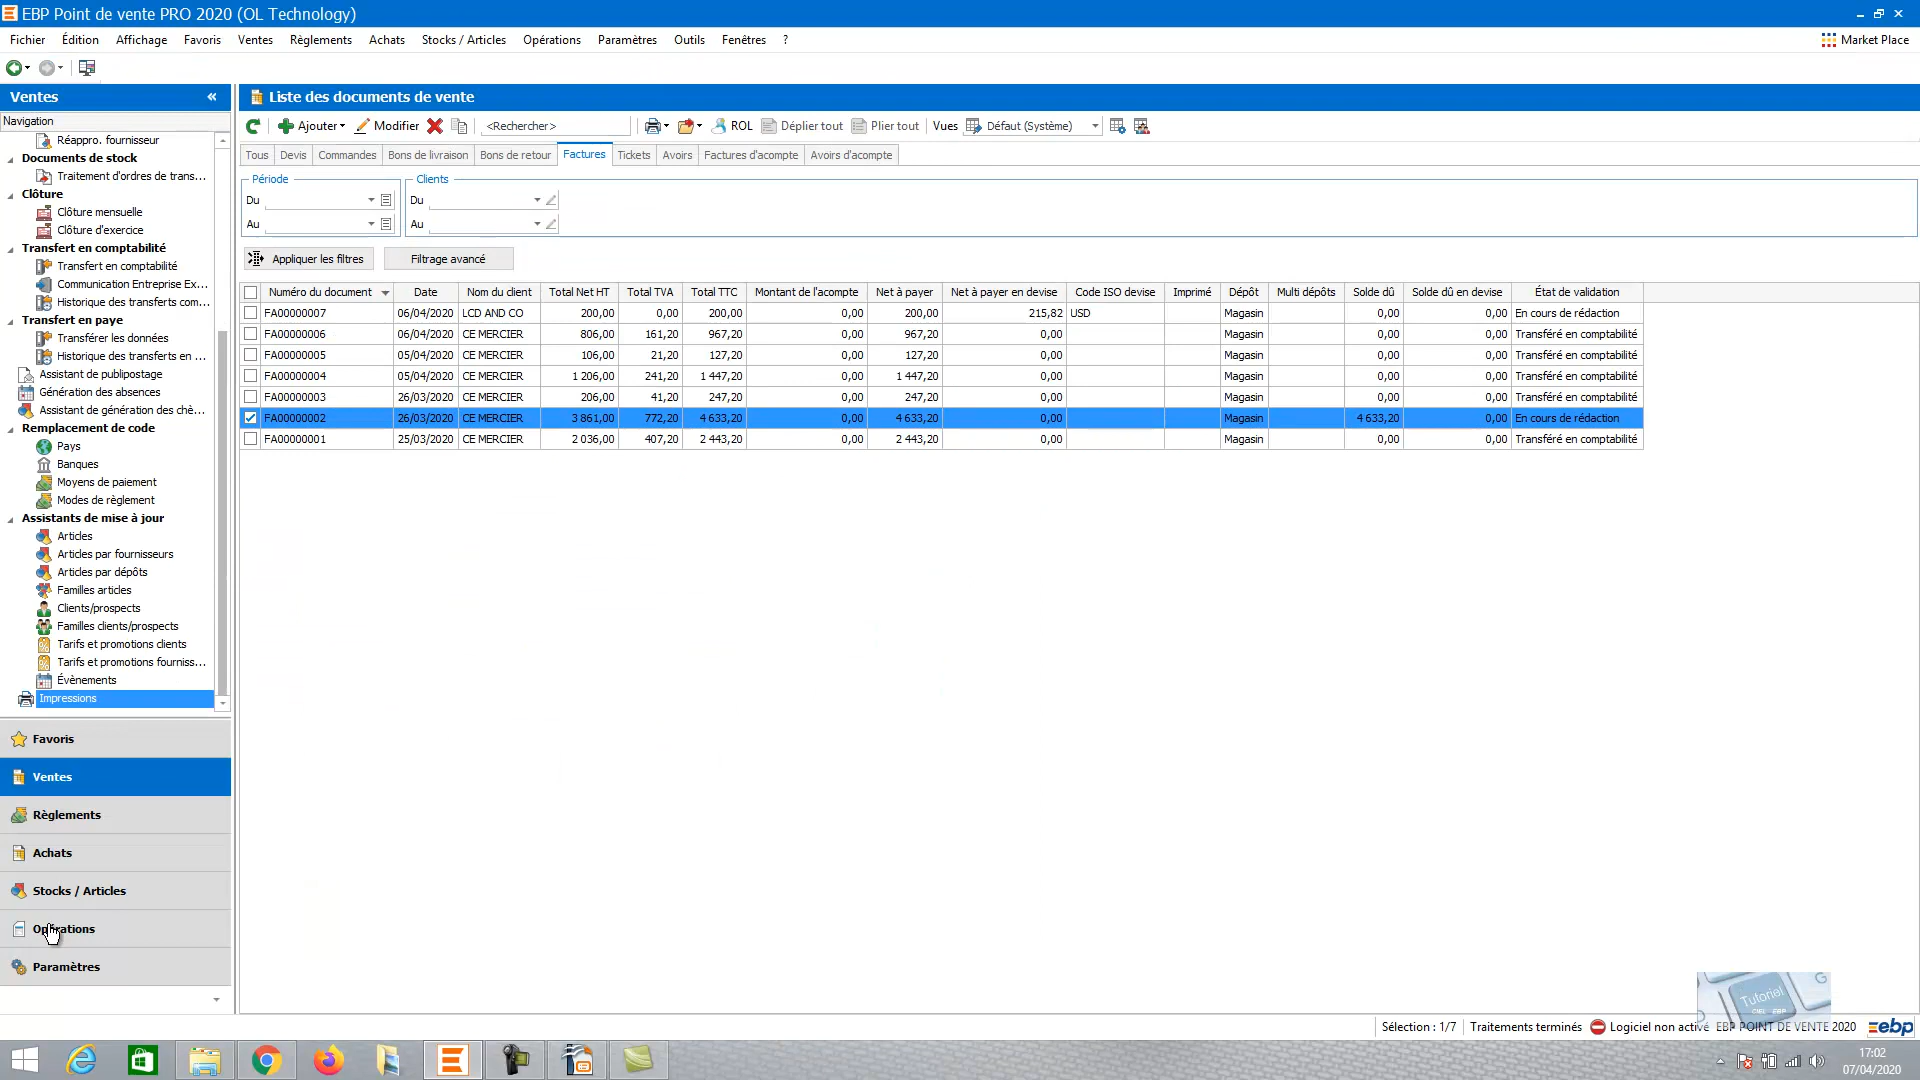 EBP Point de vente PRO 2020 (OL Technology)
Fichier Édition Affichage Favoris Ventes Règlements Achats Stocks / Articles Opérations Paramètres Outils Fenêtres ? Market Place
Ventes «
Navigation
Réappro. fournisseur
Documents de stock
Traitement d'ordres de trans...
Clôture
Clôture mensuelle
Clôture d'exercice
Transfert en comptabilité
Transfert en comptabilité
Communication Entreprise Ex...
Historique des transferts com...
Transfert en paye
Transférer les données
Historique des transferts en ...
Assistant de publipostage
Génération des absences
Assistant de génération des chè...
Remplacement de code
Pays
Banques
Moyens de paiement
Modes de règlement
Assistants de mise à jour
Articles
Articles par fournisseurs
Articles par dépôts
Familles articles
Clients/prospects
Familles clients/prospects
Tarifs et promotions clients
Tarifs et promotions fourniss...
Évènements
Impressions
Favoris
Ventes
Règlements
Achats
Stocks / Articles
Opérations
Paramètres
Liste des documents de vente
Ajouter Modifier <Rechercher> ROL Déplier tout Plier tout Vues Défaut (Système)
Tous Devis Commandes Bons de livraison Bons de retour Factures Tickets Avoirs Factures d'acompte Avoirs d'acompte
Période Clients
Du Du
Au Au
Appliquer les filtres Filtrage avancé
Numéro du document Date Nom du client Total Net HT Total TVA Total TTC Montant de l'acompte Net à payer Net à payer en devise Code ISO devise Imprimé Dépôt Multi dépôts Solde dû Solde dû en devise État de validation
FA00000007 06/04/2020 LCD AND CO 200,00 0,00 200,00 0,00 200,00 215,82 USD Magasin 0,00 0,00 En cours de rédaction
FA00000006 06/04/2020 CE MERCIER 806,00 161,20 967,20 0,00 967,20 0,00 Magasin 0,00 0,00 Transféré en comptabilité
FA00000005 05/04/2020 CE MERCIER 106,00 21,20 127,20 0,00 127,20 0,00 Magasin 0,00 0,00 Transféré en comptabilité
FA00000004 05/04/2020 CE MERCIER 1 206,00 241,20 1 447,20 0,00 1 447,20 0,00 Magasin 0,00 0,00 Transféré en comptabilité
FA00000003 26/03/2020 CE MERCIER 206,00 41,20 247,20 0,00 247,20 0,00 Magasin 0,00 0,00 Transféré en comptabilité
FA00000002 26/03/2020 CE MERCIER 3 861,00 772,20 4 633,20 0,00 4 633,20 0,00 Magasin 4 633,20 0,00 En cours de rédaction
FA00000001 25/03/2020 CE MERCIER 2 036,00 407,20 2 443,20 0,00 2 443,20 0,00 Magasin 0,00 0,00 Transféré en comptabilité
Tutoriel
CIEL EBP
Sélection : 1/7 Traitements terminés Logiciel non activé EBP POINT DE VENTE 2020 ebp
17:02
07/04/2020